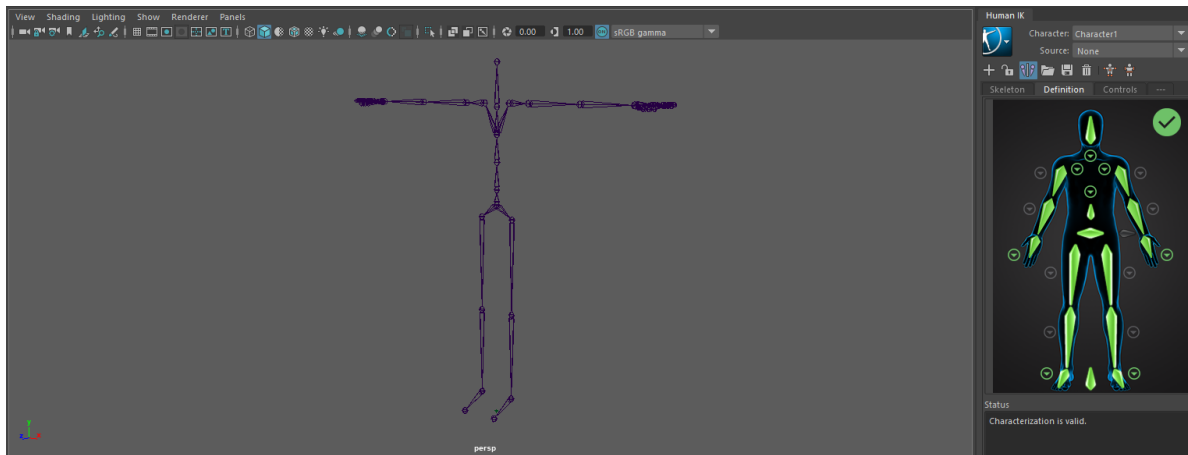 View Shading Lighting Show Renderer Panels
0.00 1.00 sRGB gamma
persp
y
z x
Human IK
Character: Character1
Source: None
Skeleton Definition Controls ---
Status
Characterization is valid.